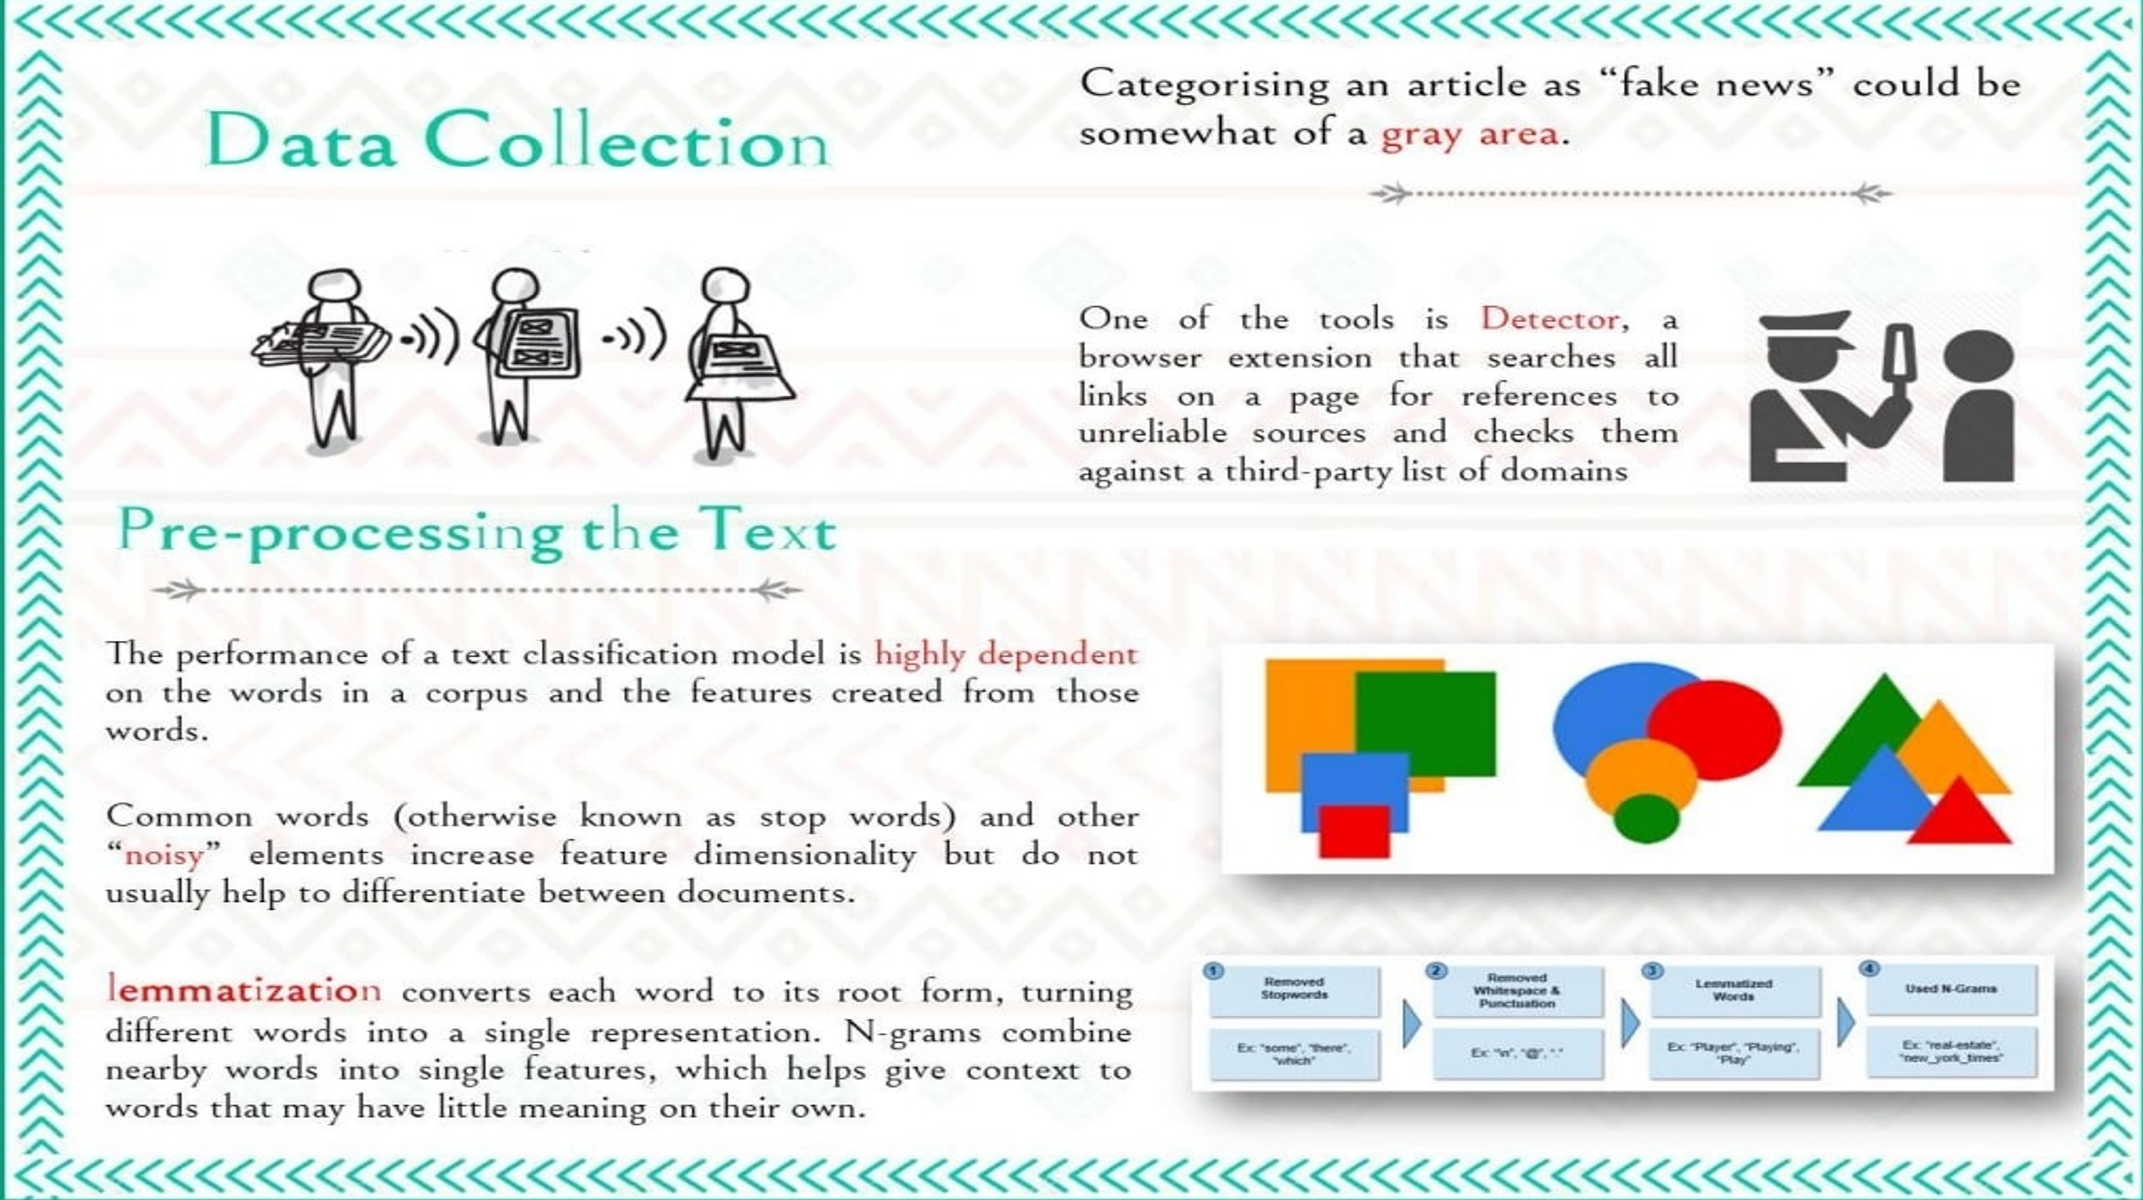 Data Collection
Categorising an article as “fake news” could be
somewhat of a gray area.
One of the tools is Detector, a
browser extension that searches all
links on a page for references to
unreliable sources and checks them
against a third-party list of domains
Pre-processing the Text
The performance of a text classification model is highly dependent
on the words in a corpus and the features created from those
words.
Common words (otherwise known as stop words) and other
“noisy” elements increase feature dimensionality but do not
usually help to differentiate between documents.
lemmatization converts each word to its root form, turning
different words into a single representation. N-grams combine
nearby words into single features, which helps give context to
words that may have little meaning on their own.
1
Removed
Stopwords
Ex: "some", "there",
"which"
2
Removed
Whitespace &
Punctuation
Ex: "\n", "@", "."
3
Lemmatized
Words
Ex: "Player", "Playing",
"Play"
4
Used N-Grams
Ex: "real-estate",
"new_york_times"